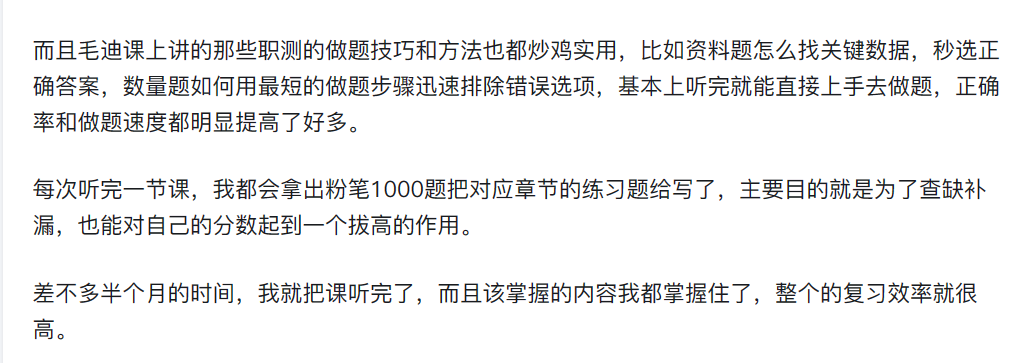 而且毛迪课上讲的那些职测的做题技巧和方法也都炒鸡实用，比如资料题怎么找关键数据，秒选正
确答案，数量题如何用最短的做题步骤迅速排除错误选项，基本上听完就能直接上手去做题，正确
率和做题速度都明显提高了好多。
每次听完一节课，我都会拿出粉笔1000题把对应章节的练习题给写了，主要目的就是为了查缺补
漏，也能对自己的分数起到一个拔高的作用。
差不多半个月的时间，我就把课听完了，而且该掌握的内容我都掌握住了，整个的复习效率就很
高。